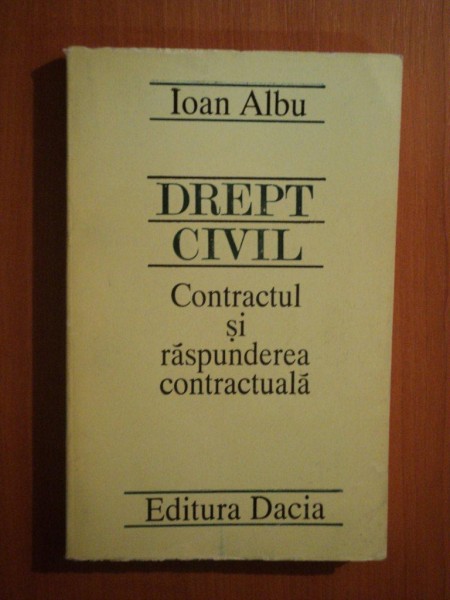 Ioan Albu
DREPT
CIVIL
Contractul
și
răspunderea
contractuală
Editura Dacia